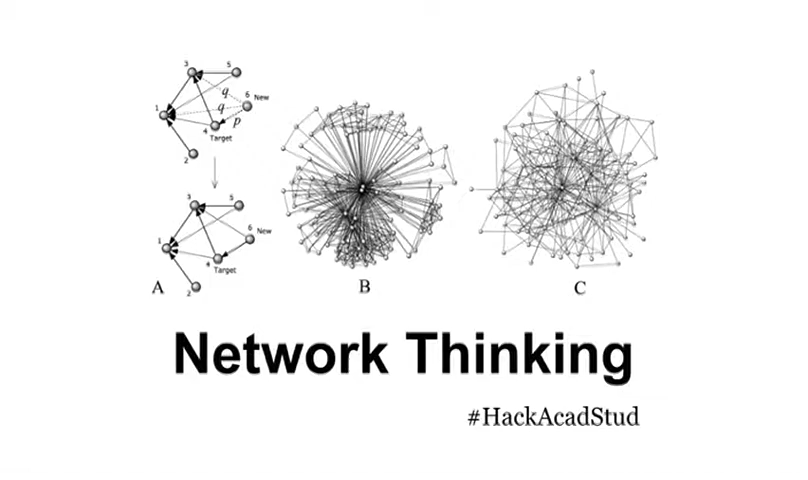 3
5
q
6 New
1
q
p
4
Target
2
3
5
6 New
1
4
Target
2
A
B
C
Network Thinking
#HackAcadStud